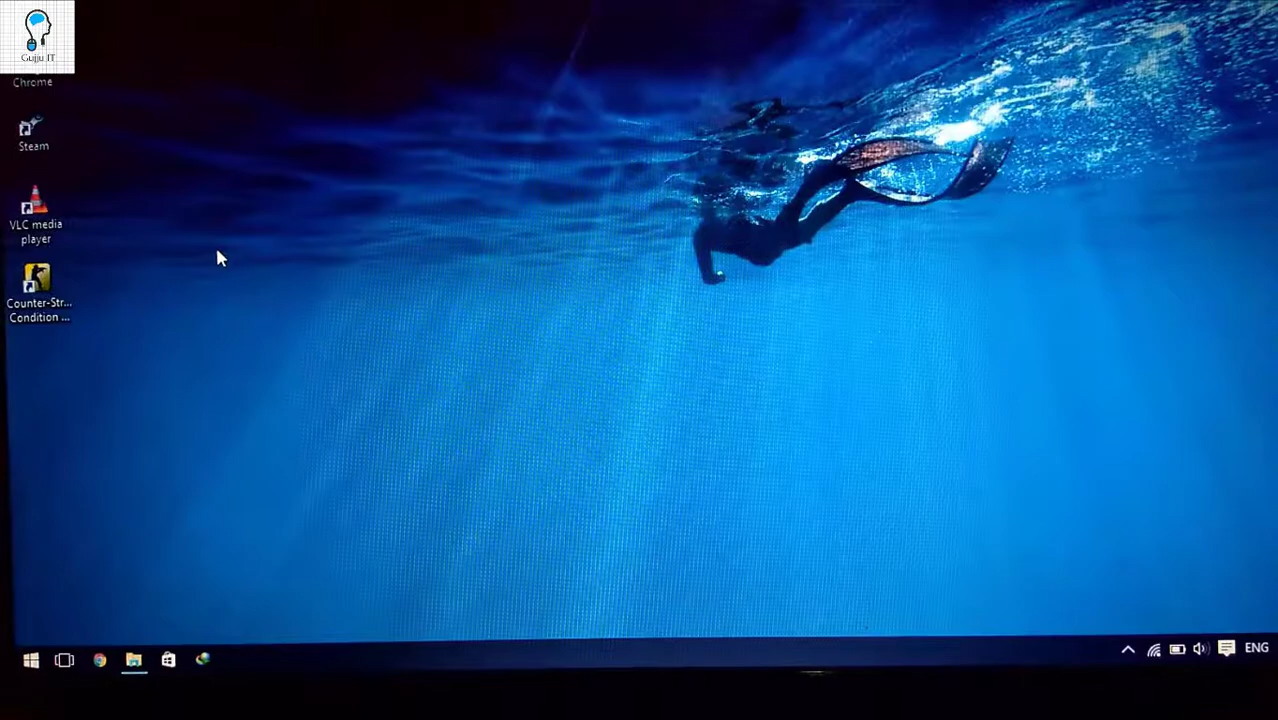 Gujju IT
Chrome
Steam
VLC media
player
Counter-Str...
Condition ...
ENG